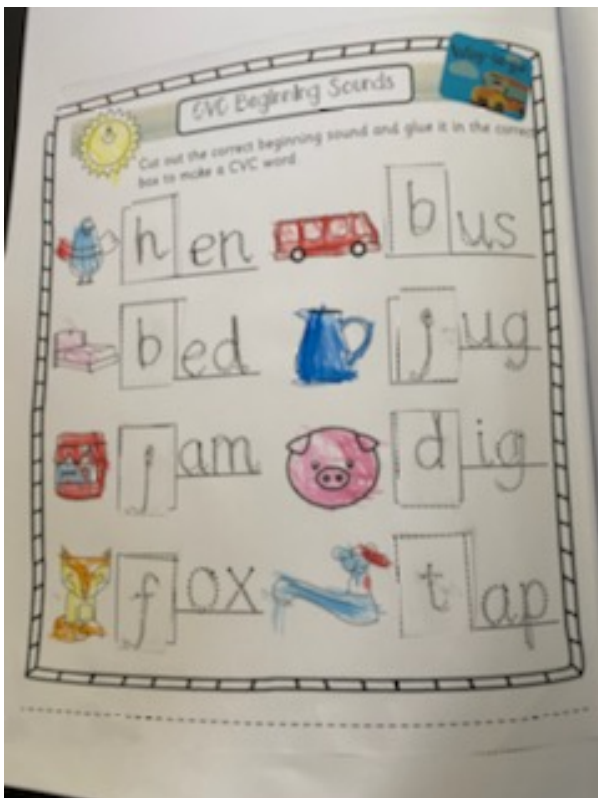 CVC Beginning Sounds
Cut out the correct beginning sound and glue it in the correct
box to make a CVC word.
hen bus
bed jug
jam dig
fox tap